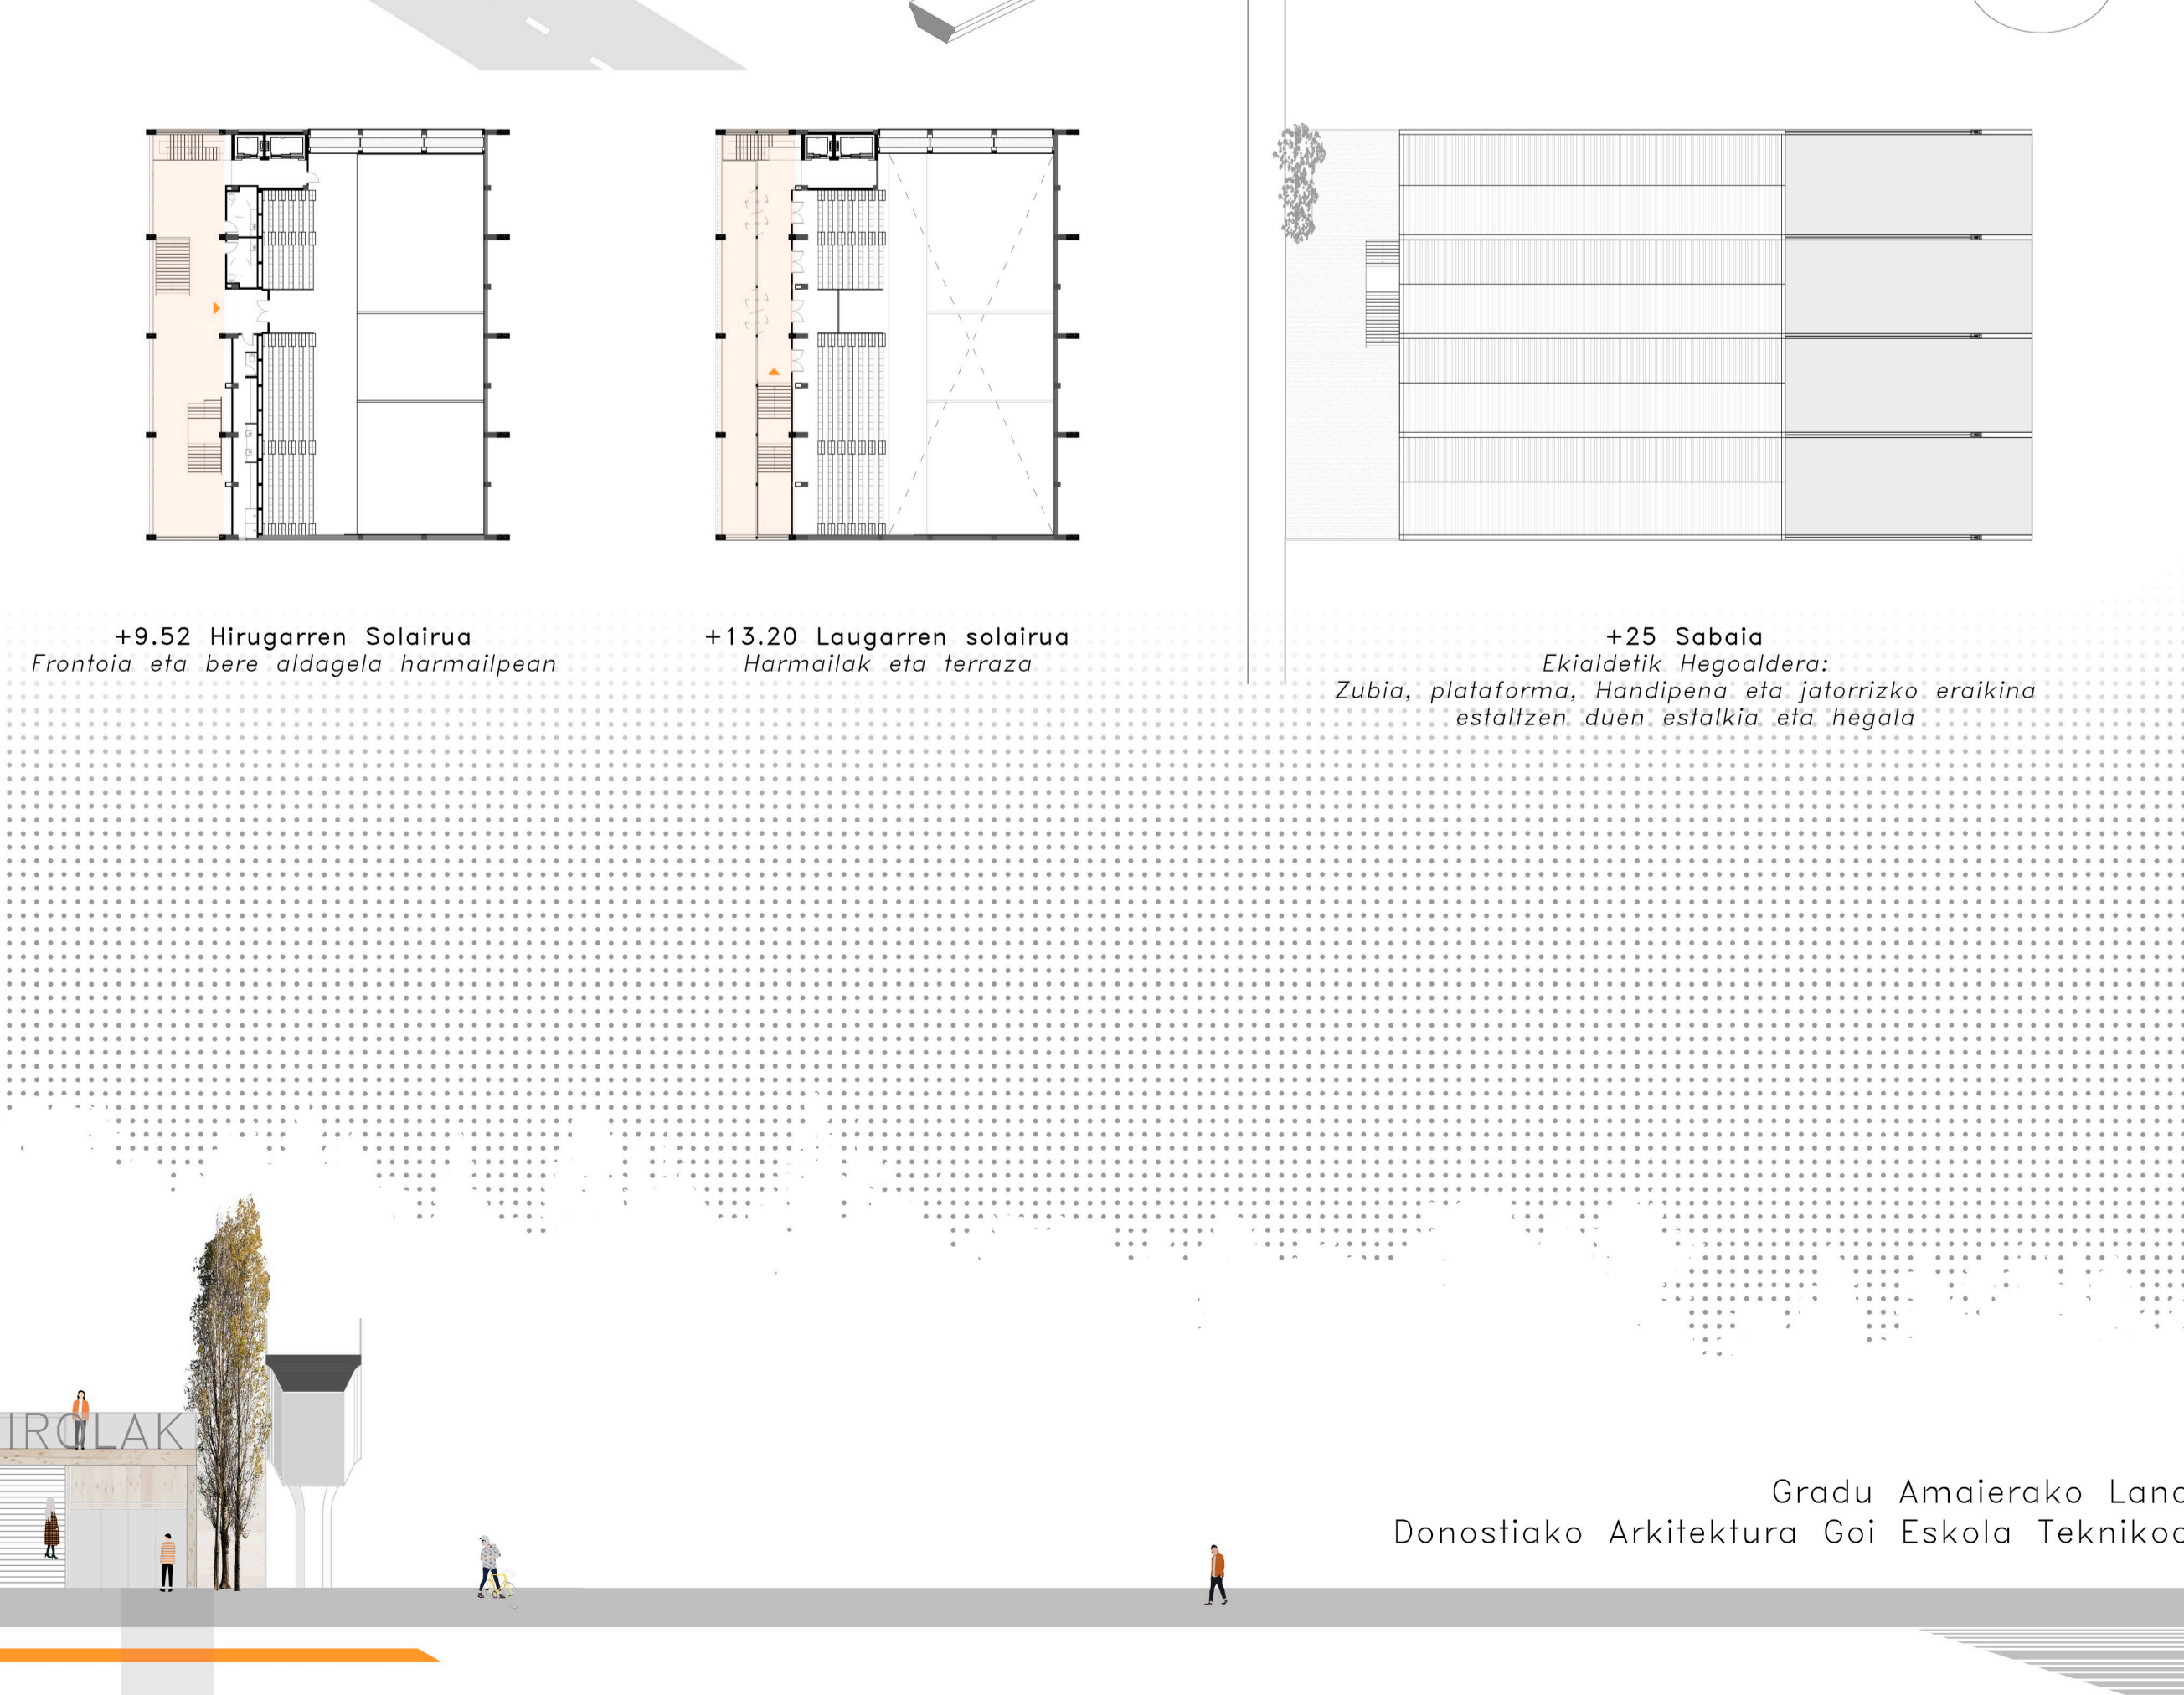 +9.52 Hirugarren Solairua
Frontoia eta bere aldagela harmailpean
+13.20 Laugarren solairua
Harmailak eta terraza
+25 Sabaia
Ekialdetik Hegoaldera:
Zubia, plataforma, Handipena eta jatorrizko eraikina
estaltzen duen estalkia eta hegala
IROLAK
Gradu Amaierako Lana
Donostiako Arkitektura Goi Eskola Teknikoa